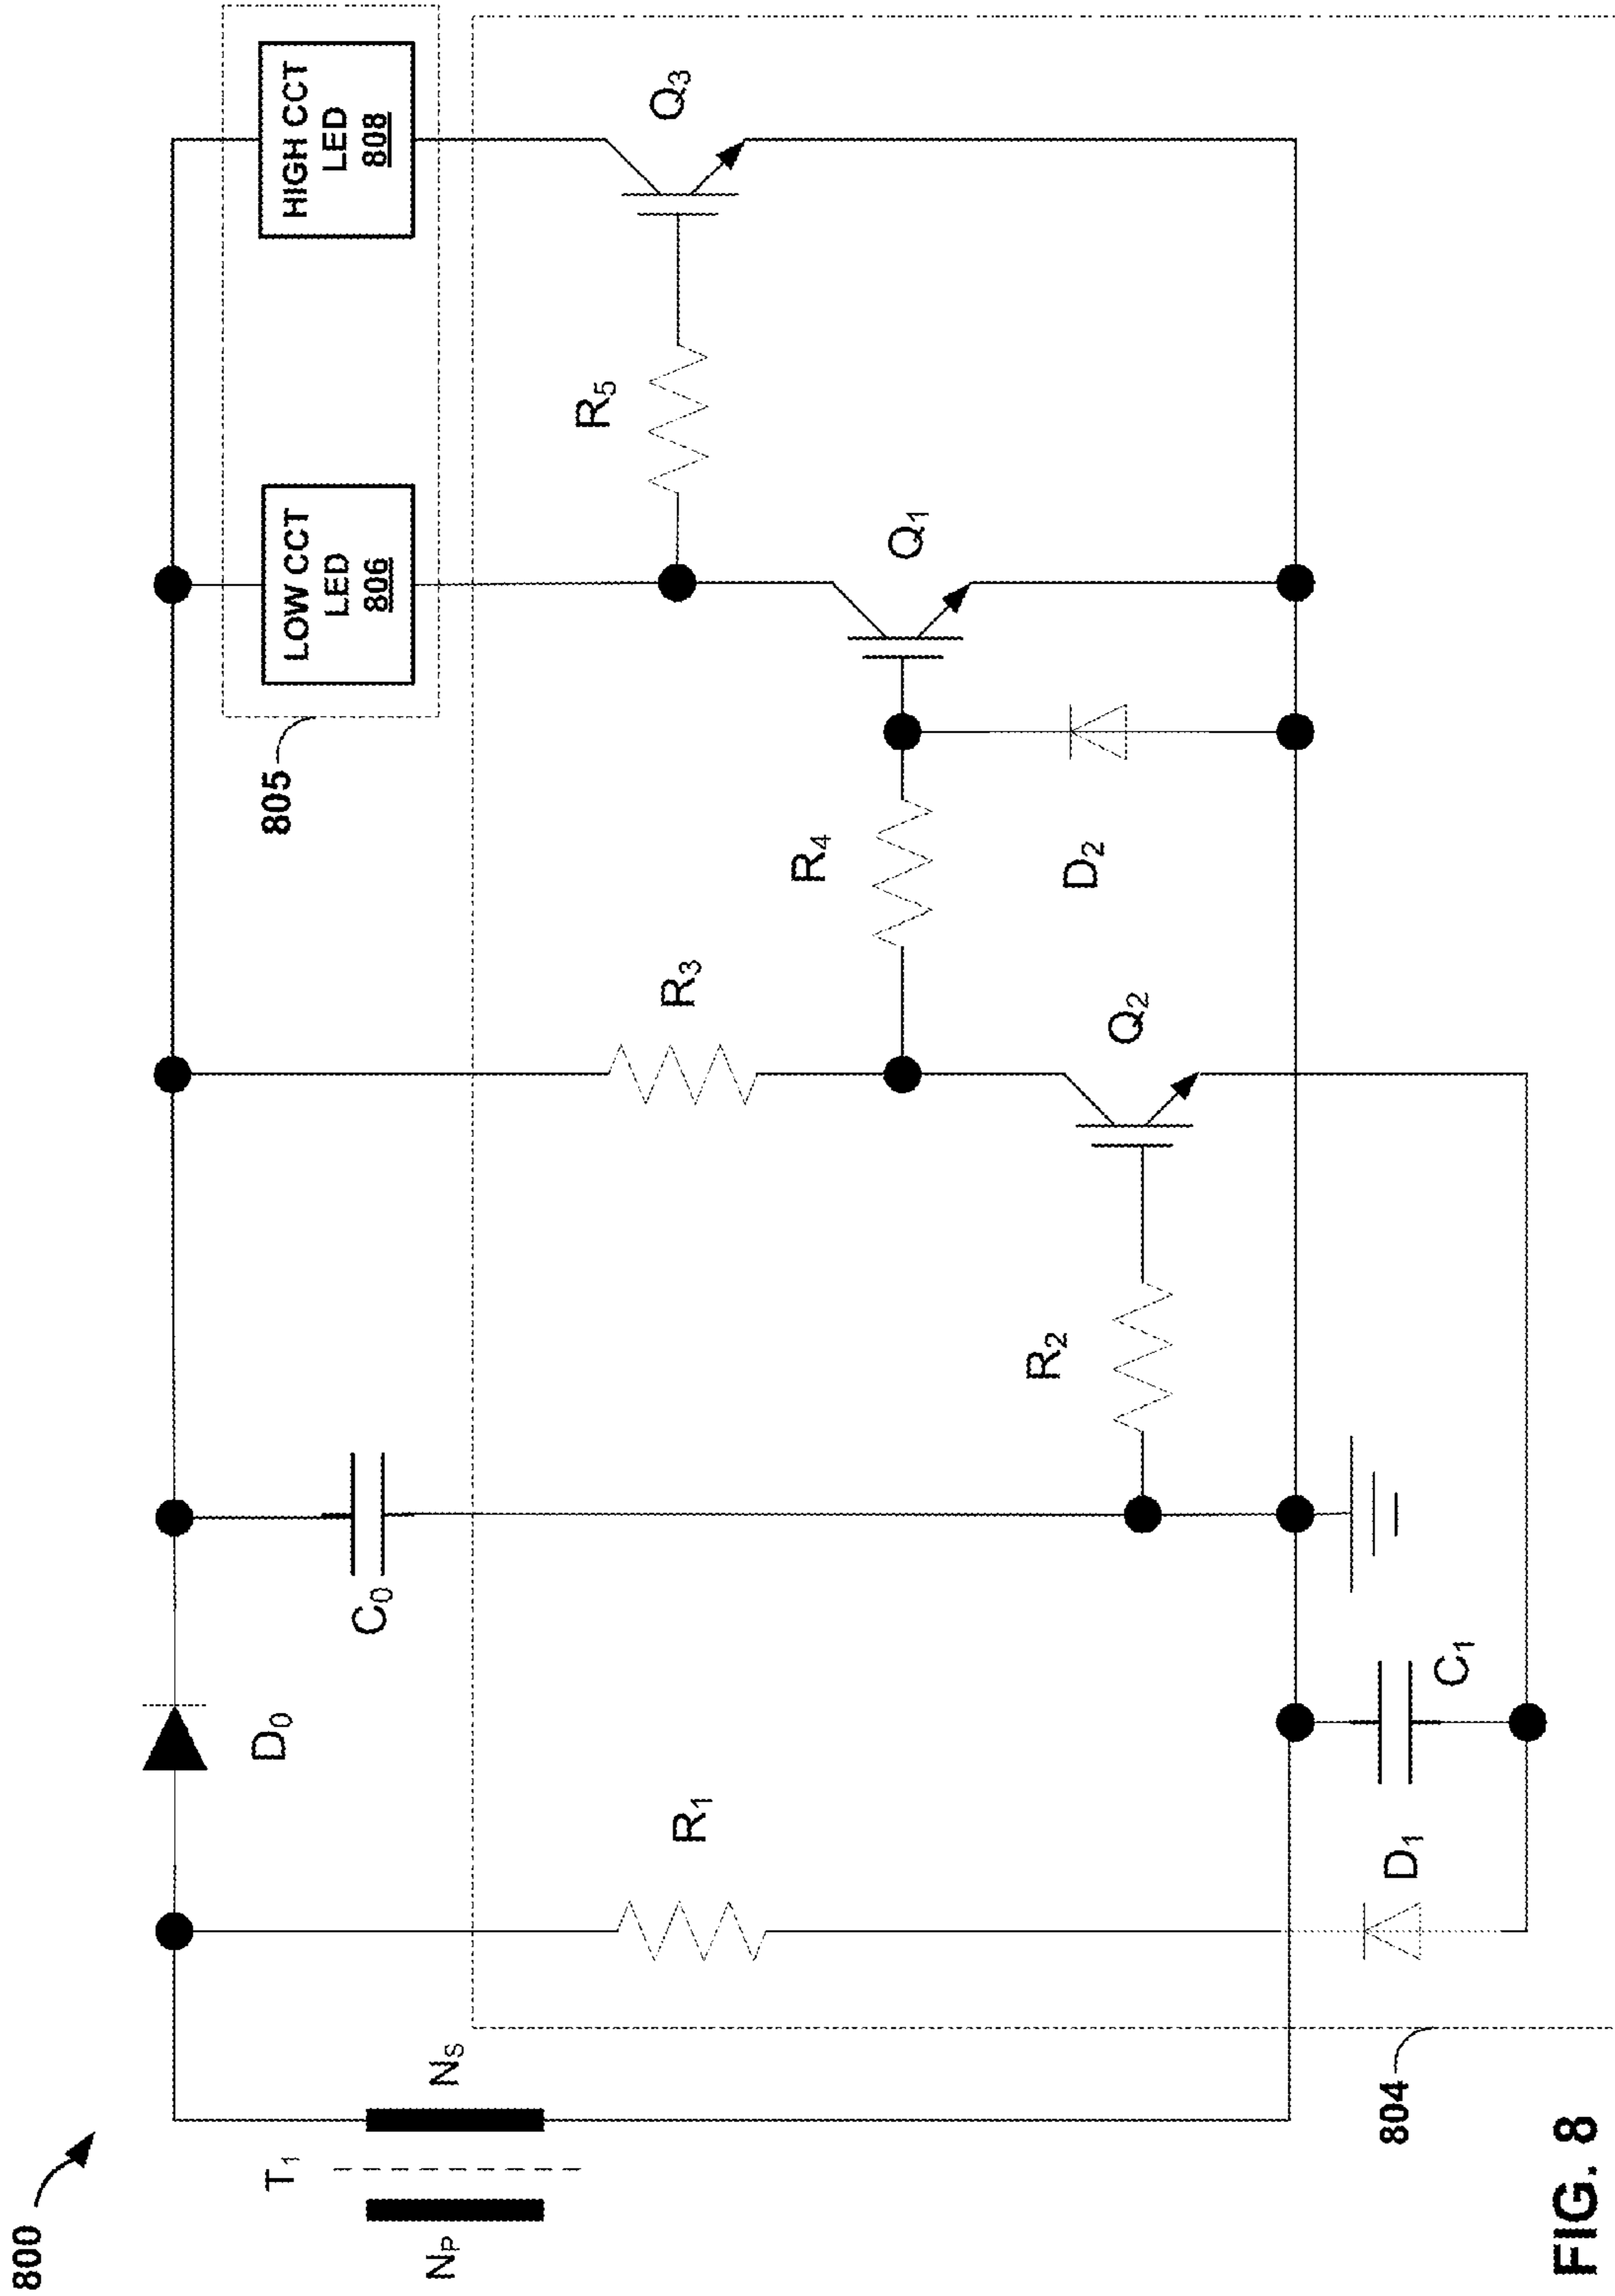 800
T1
NP
NS
D0
C0
R1
D1
C1
R2
R3
Q2
R4
D2
Q1
R5
Q3
805
LOW CCT
LED
806
HIGH CCT
LED
808
804
FIG. 8